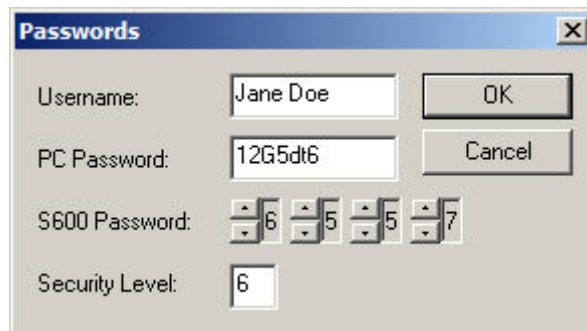 Passwords
Username: Jane Doe OK
PC Password: 12G5dt6 Cancel
S600 Password: 6 5 5 7
Security Level: 6